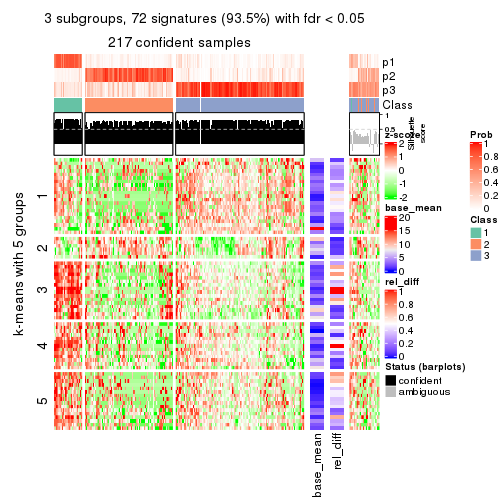 3 subgroups, 72 signatures (93.5%) with fdr < 0.05
217 confident samples
p1
p2
p3
Class
1
0.5
0
Silhouette
score
k-means with 5 groups
1
2
3
4
5
base_mean
rel_diff
z-score
2
1
0
-1
-2
base_mean
20
15
10
5
0
rel_diff
1
0.8
0.6
0.4
0.2
0
Status (barplots)
confident
ambiguous
Prob
1
0.8
0.6
0.4
0.2
0
Class
1
2
3